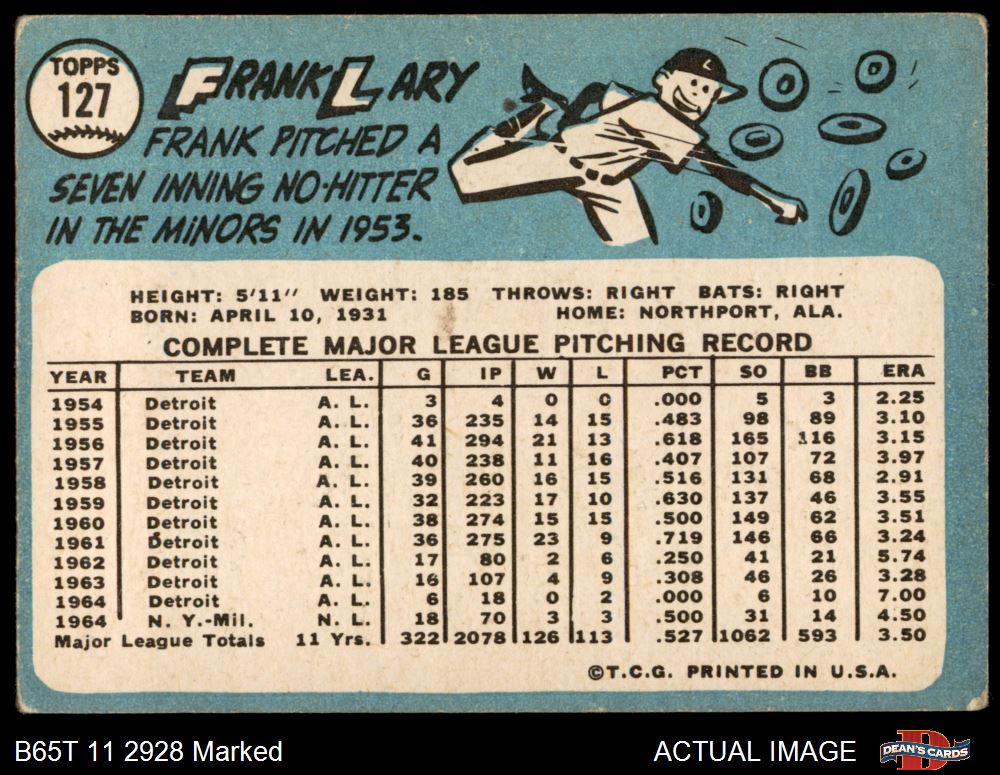 TOPPS
127
FRANK LARY
FRANK PITCHED A
SEVEN INNING NO-HITTER
IN THE MINORS IN 1953.
L
HEIGHT: 5'11" WEIGHT: 185 THROWS: RIGHT BATS: RIGHT
BORN: APRIL 10, 1931 HOME: NORTHPORT, ALA.
COMPLETE MAJOR LEAGUE PITCHING RECORD
YEAR TEAM LEA. G IP W L PCT SO BB ERA
1954 Detroit A. L. 3 4 0 0 .000 5 3 2.25
1955 Detroit A. L. 36 235 14 15 .483 98 89 3.10
1956 Detroit A. L. 41 294 21 13 .618 165 116 3.15
1957 Detroit A. L. 40 238 11 16 .407 107 72 3.97
1958 Detroit A. L. 39 260 16 15 .516 131 68 2.91
1959 Detroit A. L. 32 223 17 10 .630 137 46 3.55
1960 Detroit A. L. 38 274 15 15 .500 149 62 3.51
1961 Detroit A. L. 36 275 23 9 .719 146 66 3.24
1962 Detroit A. L. 17 80 2 6 .250 41 21 5.74
1963 Detroit A. L. 16 107 4 9 .308 46 26 3.28
1964 Detroit A. L. 6 18 0 2 .000 6 10 7.00
1964 N. Y.-Mil. N. L. 18 70 3 3 .500 31 14 4.50
Major League Totals 11 Yrs. 322 2078 126 113 .527 1062 593 3.50
©T.C.G. PRINTED IN U.S.A.
B65T 11 2928 Marked ACTUAL IMAGE
D
DEAN'S CARDS